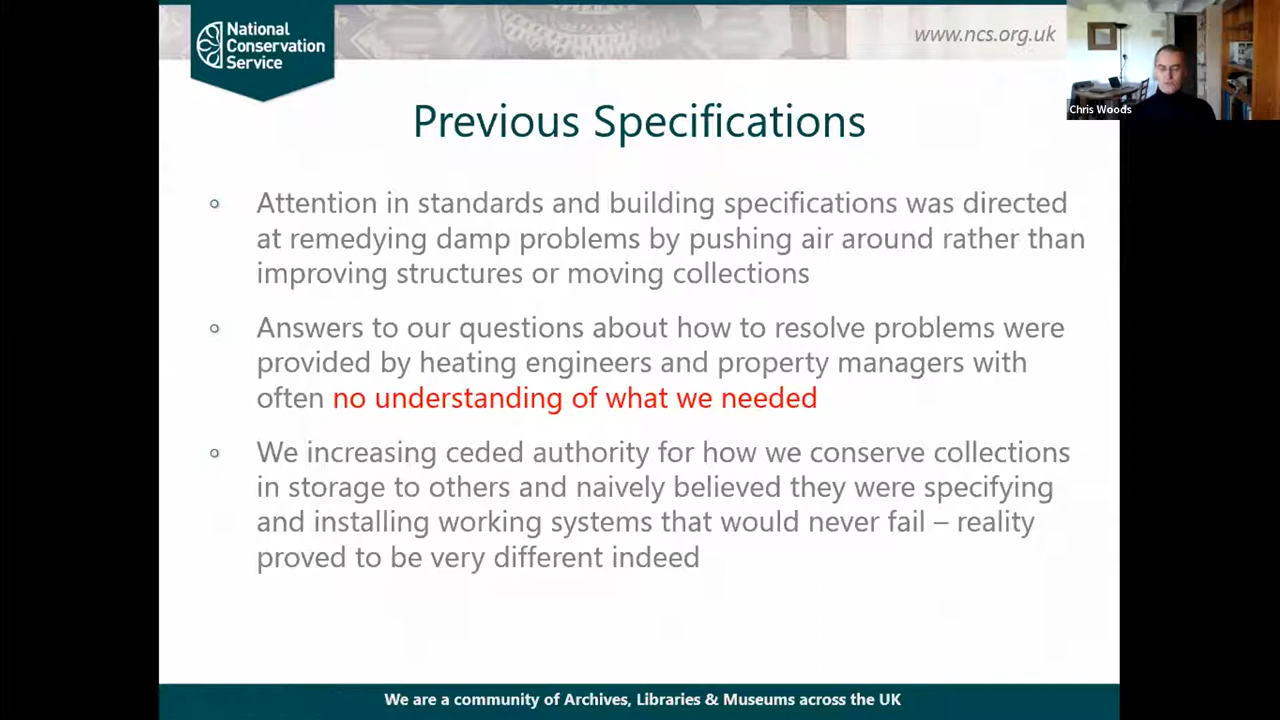 National
Conservation
Service
www.ncs.org.uk
Chris Woods
Previous Specifications
Attention in standards and building specifications was directed
at remedying damp problems by pushing air around rather than
improving structures or moving collections
Answers to our questions about how to resolve problems were
provided by heating engineers and property managers with
often no understanding of what we needed
We increasing ceded authority for how we conserve collections
in storage to others and naively believed they were specifying
and installing working systems that would never fail – reality
proved to be very different indeed
We are a community of Archives, Libraries & Museums across the UK